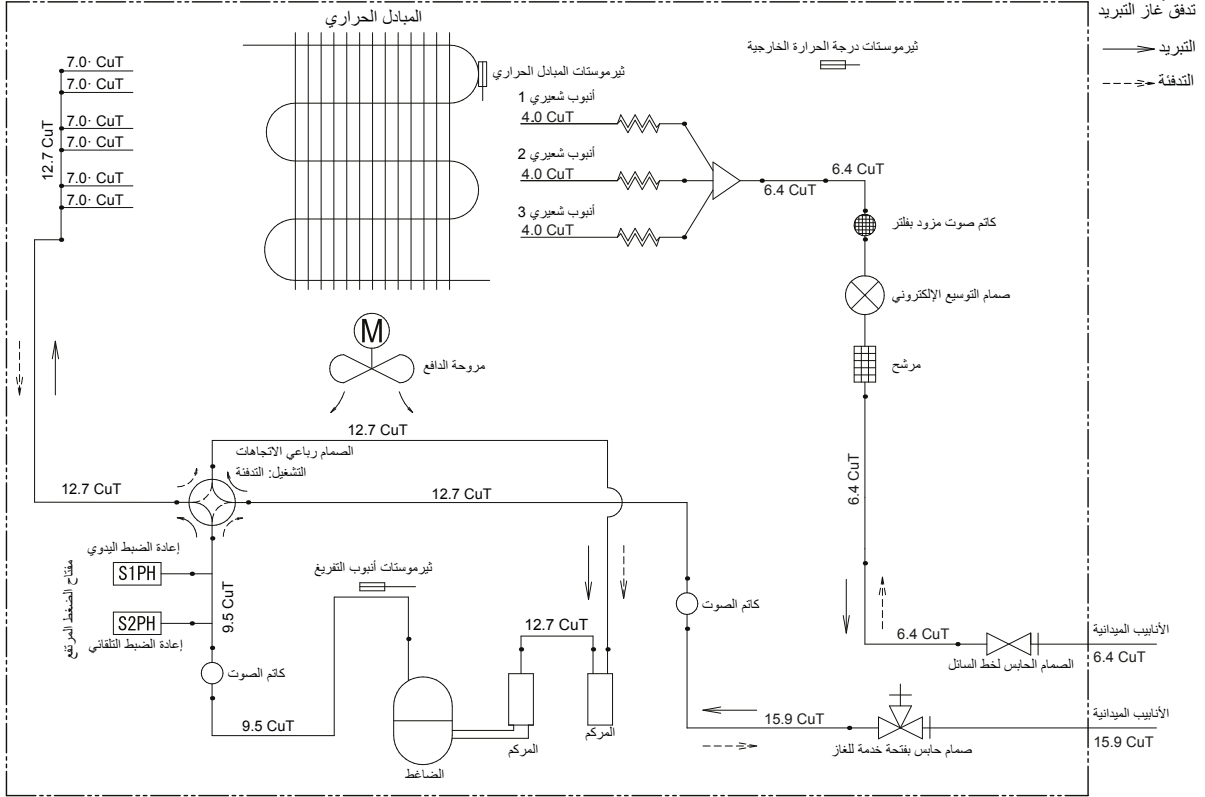 تدفق غاز التبريد
التبريد
التدفئة
المبادل الحراري
ثيرموستات المبادل الحراري
ثيرموستات درجة الحرارة الخارجية
7.0· CuT
7.0· CuT
7.0· CuT
7.0· CuT
7.0· CuT
7.0· CuT
12.7 CuT
أنبوب شعيري 1
4.0 CuT
أنبوب شعيري 2
4.0 CuT
أنبوب شعيري 3
4.0 CuT
6.4 CuT
6.4 CuT
كاتم صوت مزود بفلتر
صمام التوسيع الإلكتروني
مرشح
M
مروحة الدافع
12.7 CuT
الصمام رباعي الاتجاهات
التشغيل: التدفئة
12.7 CuT
12.7 CuT
6.4 CuT
إعادة الضبط اليدوي
S1PH
S2PH
إعادة الضبط التلقائي
مفتاح الضغط المرتفع
9.5 CuT
ثيرموستات أنبوب التفريغ
كاتم الصوت
كاتم الصوت
12.7 CuT
9.5 CuT
المركم
المركم
الضاغط
6.4 CuT
الصمام الحابس لخط السائل
الأنابيب الميدانية
6.4 CuT
15.9 CuT
صمام حابس بفتحة خدمة للغاز
الأنابيب الميدانية
15.9 CuT